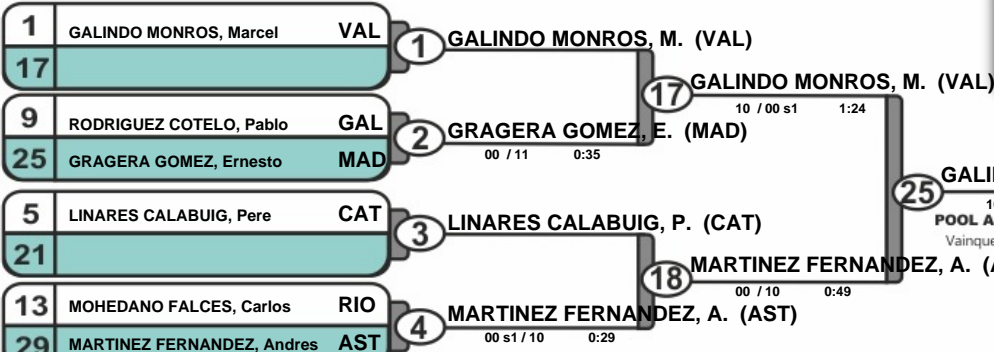 1 GALINDO MONROS, Marcel VAL
17
9 RODRIGUEZ COTELO, Pablo GAL
25 GRAGERA GOMEZ, Ernesto MAD
5 LINARES CALABUIG, Pere CAT
21
13 MOHEDANO FALCES, Carlos RIO
29 MARTINEZ FERNANDEZ, Andres AST
1 GALINDO MONROS, M. (VAL)
2 GRAGERA GOMEZ, E. (MAD)
00 / 11 0:35
3 LINARES CALABUIG, P. (CAT)
4 MARTINEZ FERNANDEZ, A. (AST)
00 s1 / 10 0:29
17 GALINDO MONROS, M. (VAL)
10 / 00 s1 1:24
18 MARTINEZ FERNANDEZ, A. (
00 / 10 0:49
25 GALI
1
POOL A
Vainque